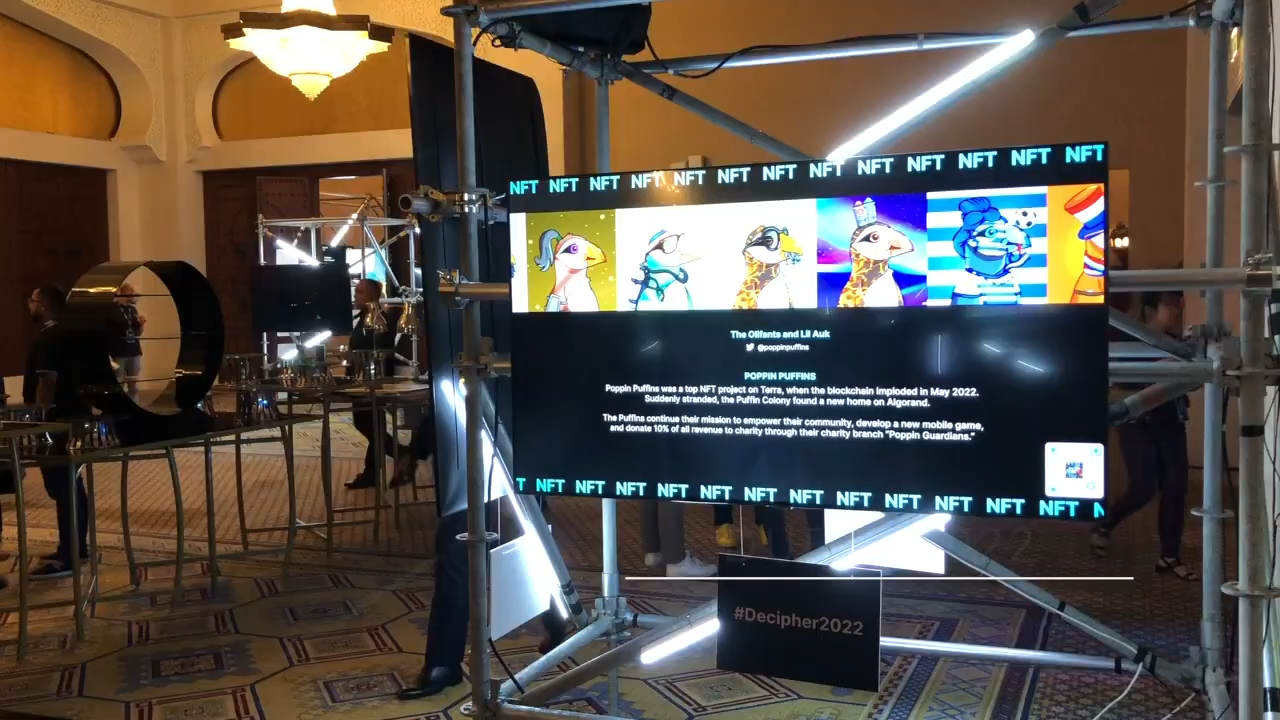 NFT NFT NFT NFT NFT NFT NFT NFT NFT NFT NFT NFT NFT
The Olifants and Lil Auk
@poppinpuffins
POPPIN PUFFINS
Poppin Puffins was a top NFT project on Terra, when the blockchain imploded in May 2022.
Suddenly stranded, the Puffin Colony found a new home on Algorand.
The Puffins continue their mission to empower their community, develop a new mobile game,
and donate 10% of all revenue to charity through their charity branch "Poppin Guardians."
T NFT NFT NFT NFT NFT NFT NFT NFT NFT NFT NFT NFT N
#Decipher2022